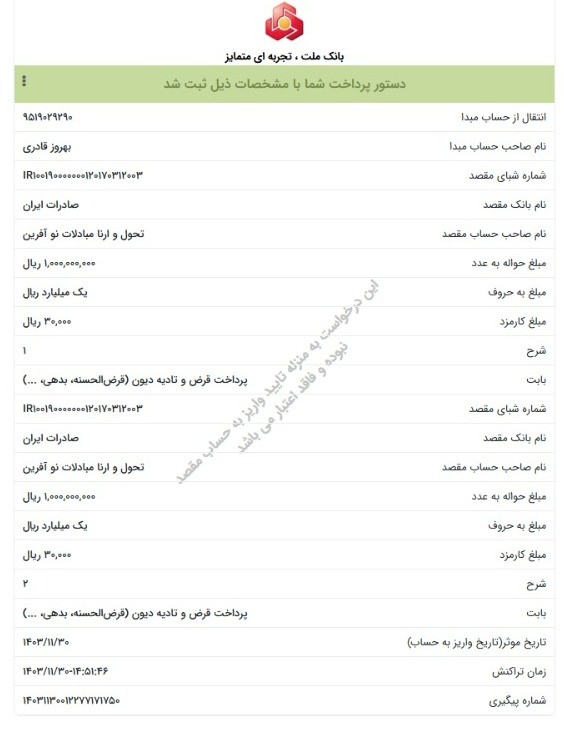 بانک ملت ، تجربه ای متمایز
دستور پرداخت شما با مشخصات ذیل ثبت شد
انتقال از حساب مبدا ۹۵۱۹۰۲۹۲۹۰
نام صاحب حساب مبدا بهروز قادری
شماره شبای مقصد IR۱۰۰۱۹۰۰۰۰۰۰۰۰۱۲۰۱۷۰۳۱۲۰۰۳
نام بانک مقصد صادرات ایران
نام صاحب حساب مقصد تحول و ارنا مبادلات نو آفرین
مبلغ حواله به عدد ۱,۰۰۰,۰۰۰,۰۰۰ ریال
مبلغ به حروف یک میلیارد ریال
مبلغ کارمزد ۳۰,۰۰۰ ریال
شرح ۱
بابت پرداخت قرض و تادیه دیون (قرض‌الحسنه، بدهی، ...)
شماره شبای مقصد IR۱۰۰۱۹۰۰۰۰۰۰۰۰۱۲۰۱۷۰۳۱۲۰۰۳
نام بانک مقصد صادرات ایران
نام صاحب حساب مقصد تحول و ارنا مبادلات نو آفرین
مبلغ حواله به عدد ۱,۰۰۰,۰۰۰,۰۰۰ ریال
مبلغ به حروف یک میلیارد ریال
مبلغ کارمزد ۳۰,۰۰۰ ریال
شرح ۲
بابت پرداخت قرض و تادیه دیون (قرض‌الحسنه، بدهی، ...)
تاریخ موثر(تاریخ واریز به حساب) ۱۴۰۳/۱۱/۳۰
زمان تراکنش ۱۴۰۳/۱۱/۳۰-۱۴:۵۱:۴۶
شماره پیگیری ۱۴۰۳۱۱۳۰۰۱۲۲۷۷۱۷۱۷۵۰
این درخواست به منزله تایید واریز به حساب مقصد
نبوده و فاقد اعتبار می باشد